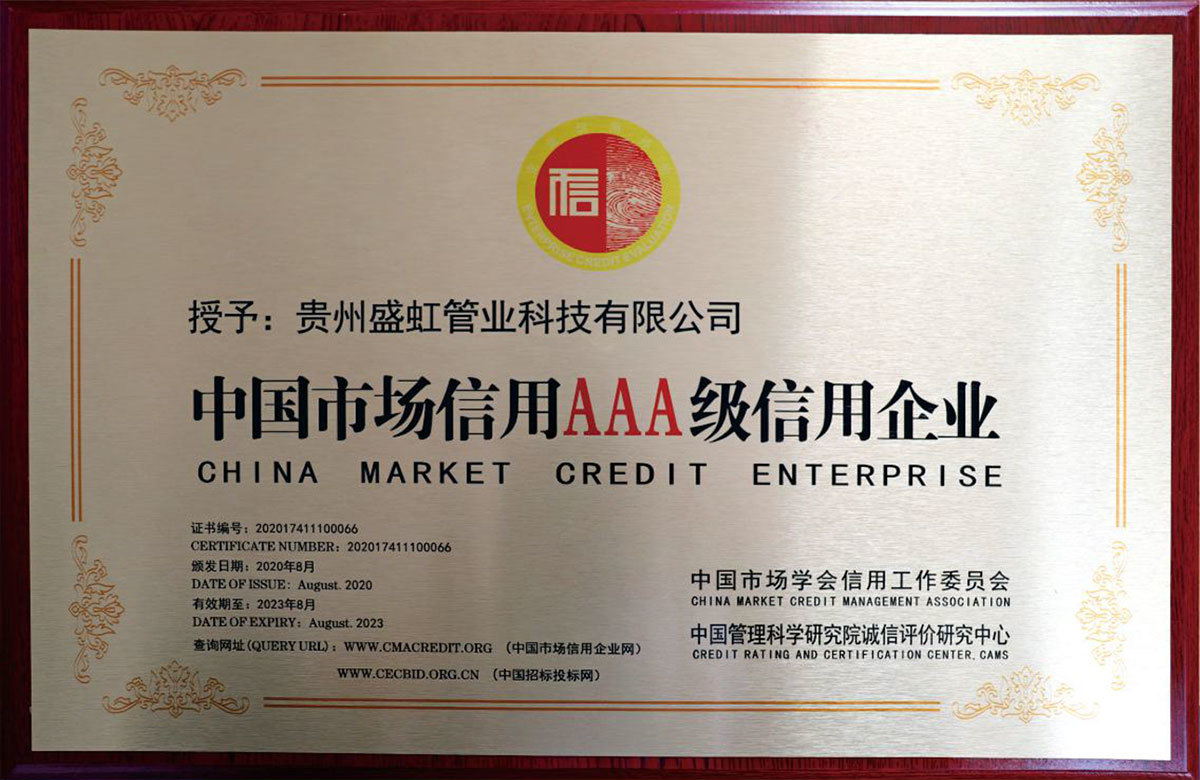 信
ENTERPRISE CREDIT EVALUATION
授予：贵州盛虹管业科技有限公司
中国市场信用AAA级信用企业
CHINA MARKET CREDIT ENTERPRISE
证书编号：202017411100066
CERTIFICATE NUMBER：202017411100066
颁发日期：2020年8月
DATE OF ISSUE：August. 2020
有效期至：2023年8月
DATE OF EXPIRY：August. 2023
查询网址(QUERY URL)：WWW.CMACREDIT.ORG （中国市场信用企业网）
WWW.CECBID.ORG.CN （中国招标投标网）
中国市场学会信用工作委员会
CHINA MARKET CREDIT MANAGEMENT ASSOCIATION
中国管理科学研究院诚信评价研究中心
CREDIT RATING AND CERTIFICATION CENTER. CAMS